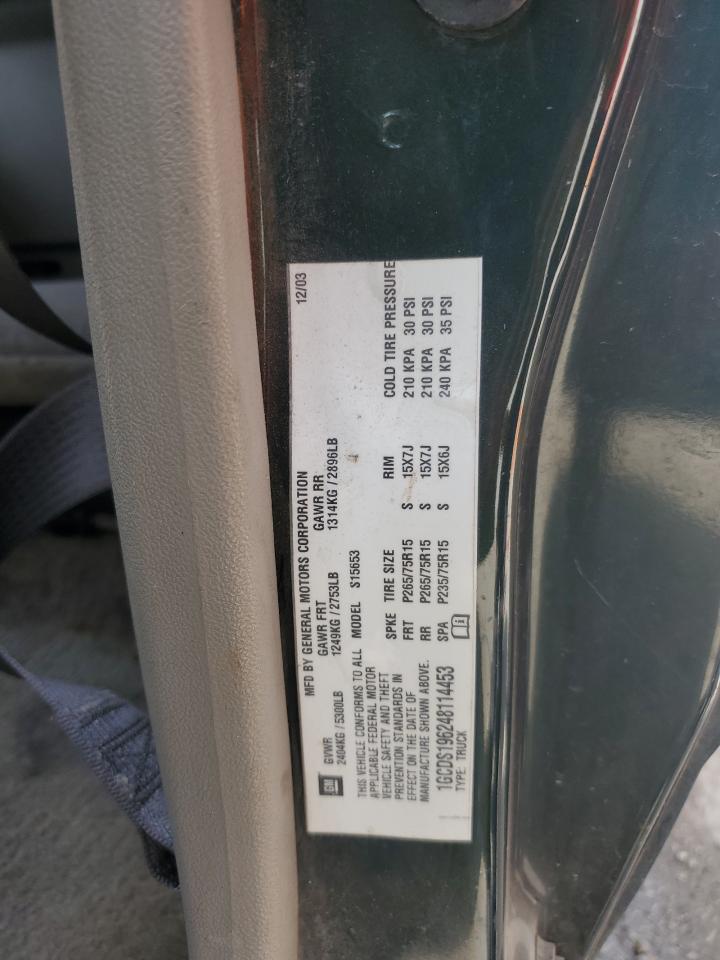 MFD BY GENERAL MOTORS CORPORATION 12/03
GM
GVWR GAWR FRT GAWR RR
2404KG/5300LB 1249KG/2753LB 1314KG/2896LB
THIS VEHICLE CONFORMS TO ALL
APPLICABLE FEDERAL MOTOR
VEHICLE SAFETY AND THEFT
PREVENTION STANDARDS IN
EFFECT ON THE DATE OF
MANUFACTURE SHOWN ABOVE.
1GCDS196248114453
TYPE: TRUCK
MODEL S15653
SPKE TIRE SIZE RIM COLD TIRE PRESSURE
FRT P265/75R15 S 15X7J 210 KPA 30 PSI
RR P265/75R15 S 15X7J 210 KPA 30 PSI
SPA P235/75R15 S 15X6J 240 KPA 35 PSI